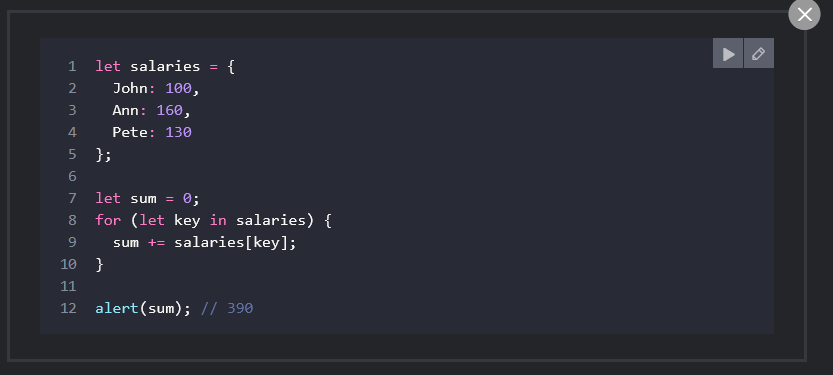 1 let salaries = {
2   John: 100,
3   Ann: 160,
4   Pete: 130
5 };
6
7 let sum = 0;
8 for (let key in salaries) {
9   sum += salaries[key];
10 }
11
12 alert(sum); // 390